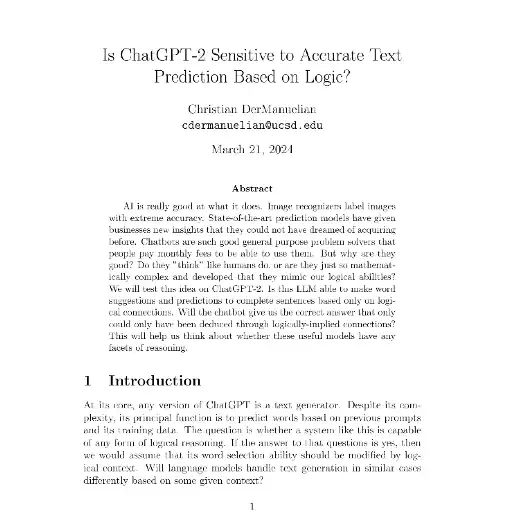 Is ChatGPT-2 Sensitive to Accurate Text
Prediction Based on Logic?
Christian DerManuelian
cdermanuelian@ucsd.edu
March 21, 2024
Abstract
AI is really good at what it does. Image recognizers label images
with extreme accuracy. State-of-the-art prediction models have given
businesses new insights that they could not have dreamed of acquiring
before. Chatbots are such good general purpose problem solvers that
people pay monthly fees to be able to use them. But why are they
good? Do they "think" like humans do, or are they just so mathemat-
ically complex and developed that they mimic our logical abilities?
We will test this idea on ChatGPT-2. Is this LLM able to make word
suggestions and predictions to complete sentences based only on logi-
cal connections. Will the chatbot give us the correct answer that only
could only have been deduced through logically-implied connections?
This will help us think about whether these useful models have any
facets of reasoning.
1 Introduction
At its core, any version of ChatGPT is a text generator. Despite its com-
plexity, its principal function is to predict words based on previous prompts
and its training data. The question is whether a system like this is capable
of any form of logical reasoning. If the answer to that questions is yes, then
we would assume that its word selection ability should be modified by log-
ical context. Will language models handle text generation in similar cases
differently based on some given context?
1